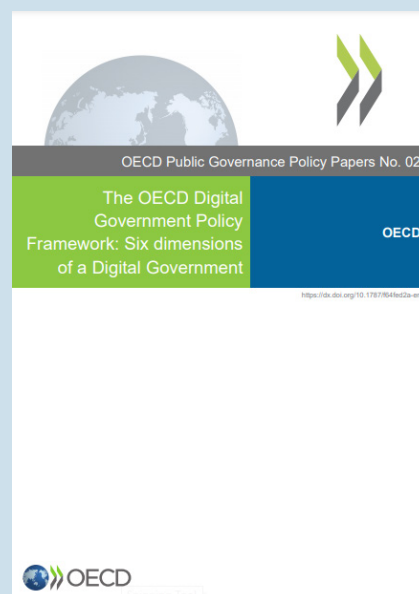 OECD Public Governance Policy Papers No. 02
The OECD Digital
Government Policy
Framework: Six dimensions
of a Digital Government
OECD
https://dx.doi.org/10.1787/f64fed2a-en
OECD